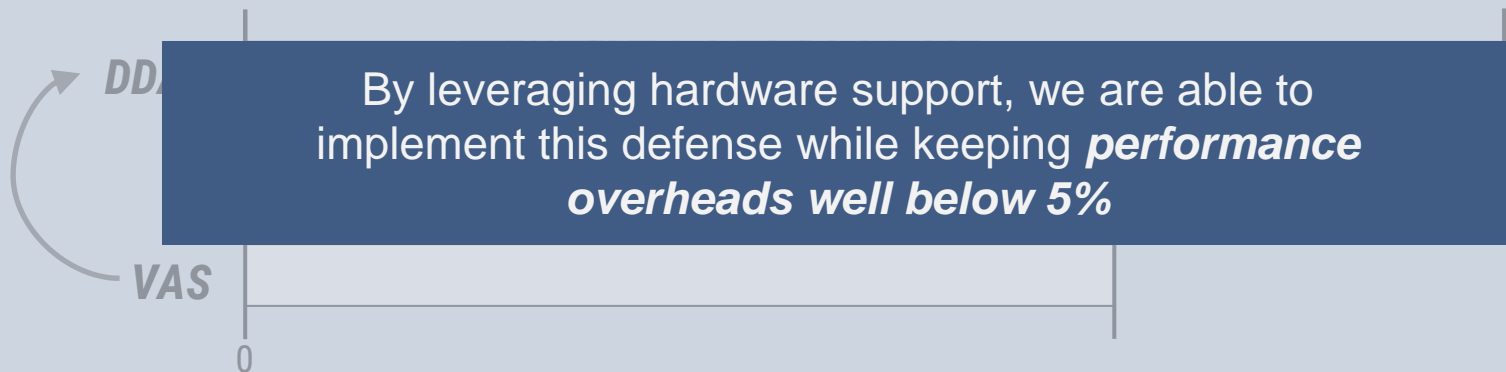 By leveraging hardware support, we are able to
implement this defense while keeping performance
overheads well below 5%
VAS
0